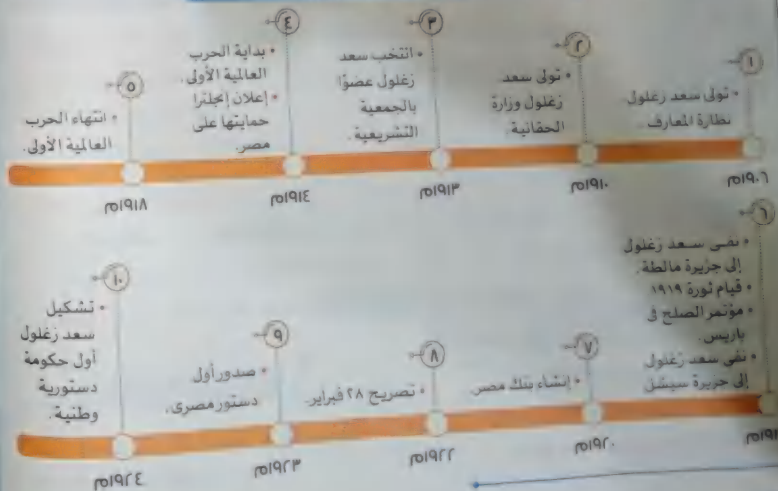 ١
• تولى سعد زغلول
نظارة المعارف.
١٩٠٦م
٢
• تولى سعد
زغلول وزارة
الحقانية.
١٩١٠م
٣
• انتخب سعد
زغلول عضوًا
بالجمعية
التشريعية.
١٩١٣م
٤
• بداية الحرب
العالمية الأولى.
• إعلان إنجلترا
حمايتها على
مصر.
١٩١٤م
٥
• انتهاء الحرب
العالمية الأولى.
١٩١٨م
٦
• نفى سعد زغلول
إلى جزيرة مالطة.
• قيام ثورة ١٩١٩
• مؤتمر الصلح فى
باريس.
• نفى سعد زغلول
إلى جزيرة سيشل
٧
• إنشاء بنك مصر.
١٩٢٠م
٨
• تصريح ٢٨ فبراير.
١٩٢٢م
٩
• صدور أول
دستور مصرى.
١٩٢٣م
١٠
• تشكيل
سعد زغلول
أول حكومة
دستورية
وطنية.
١٩٢٤م